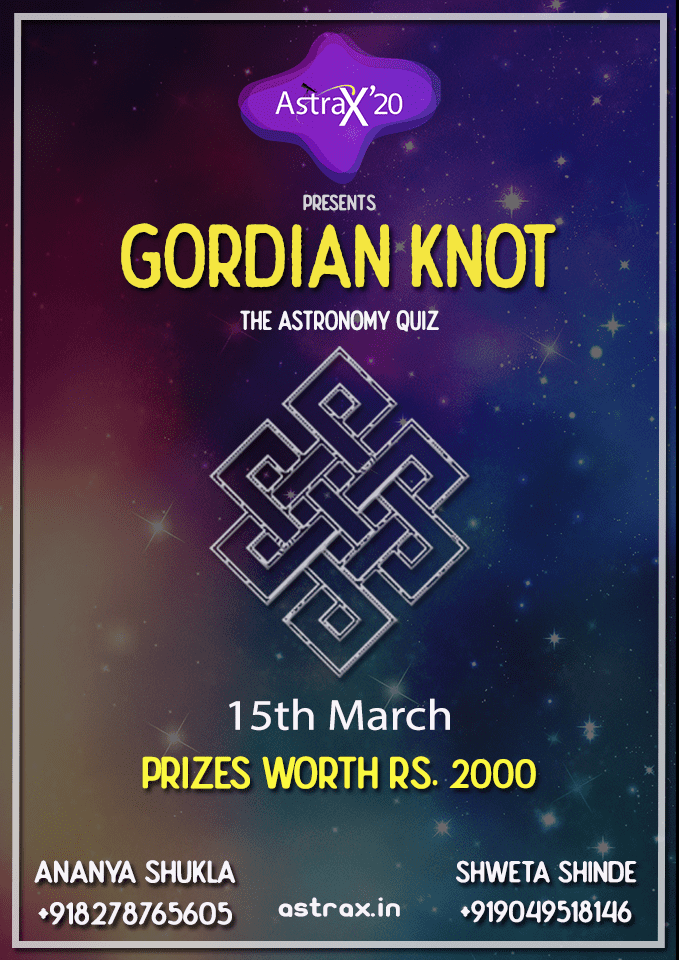 AstraX'20
PRESENTS
GORDIAN KNOT
THE ASTRONOMY QUIZ
15th March
PRIZES WORTH RS. 2000
ANANYA SHUKLA
+918278765605
astrax.in
SHWETA SHINDE
+919049518146